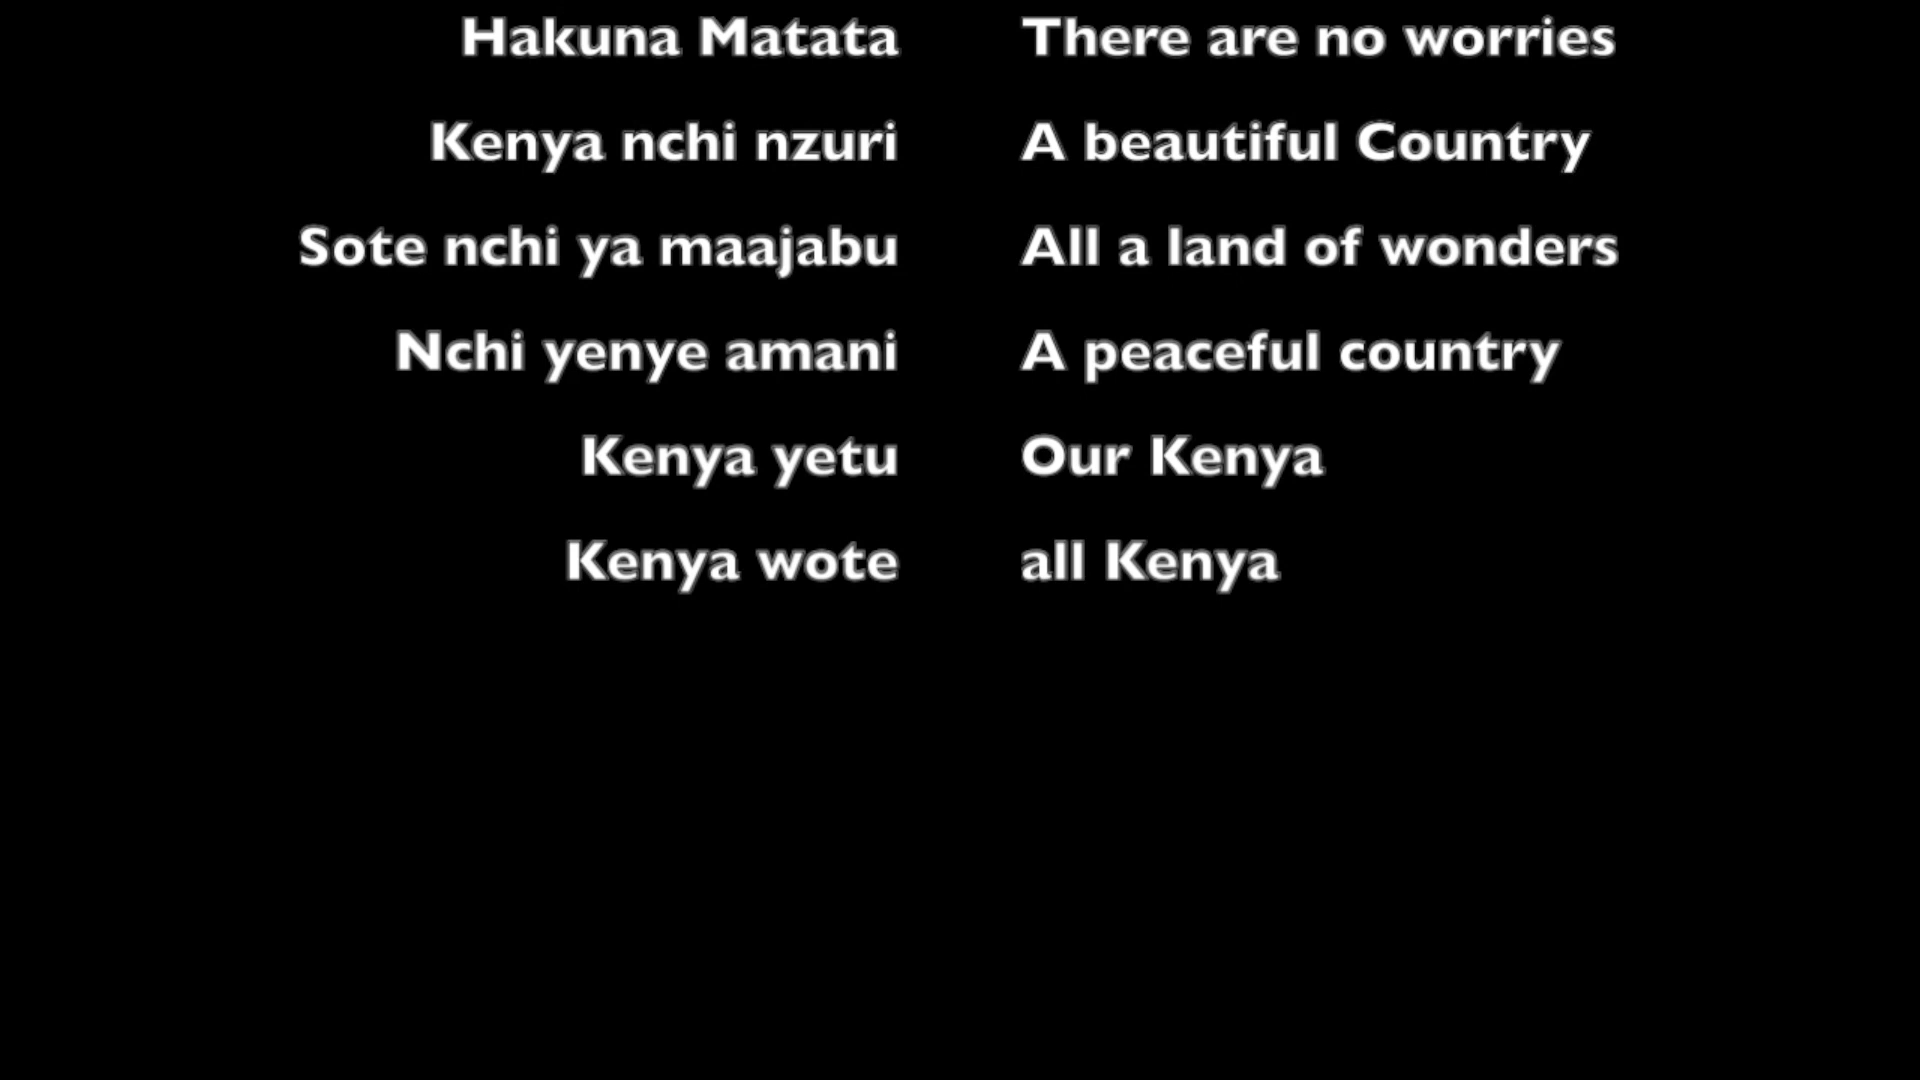 Hakuna Matata There are no worries
Kenya nchi nzuri A beautiful Country
Sote nchi ya maajabu All a land of wonders
Nchi yenye amani A peaceful country
Kenya yetu Our Kenya
Kenya wote all Kenya